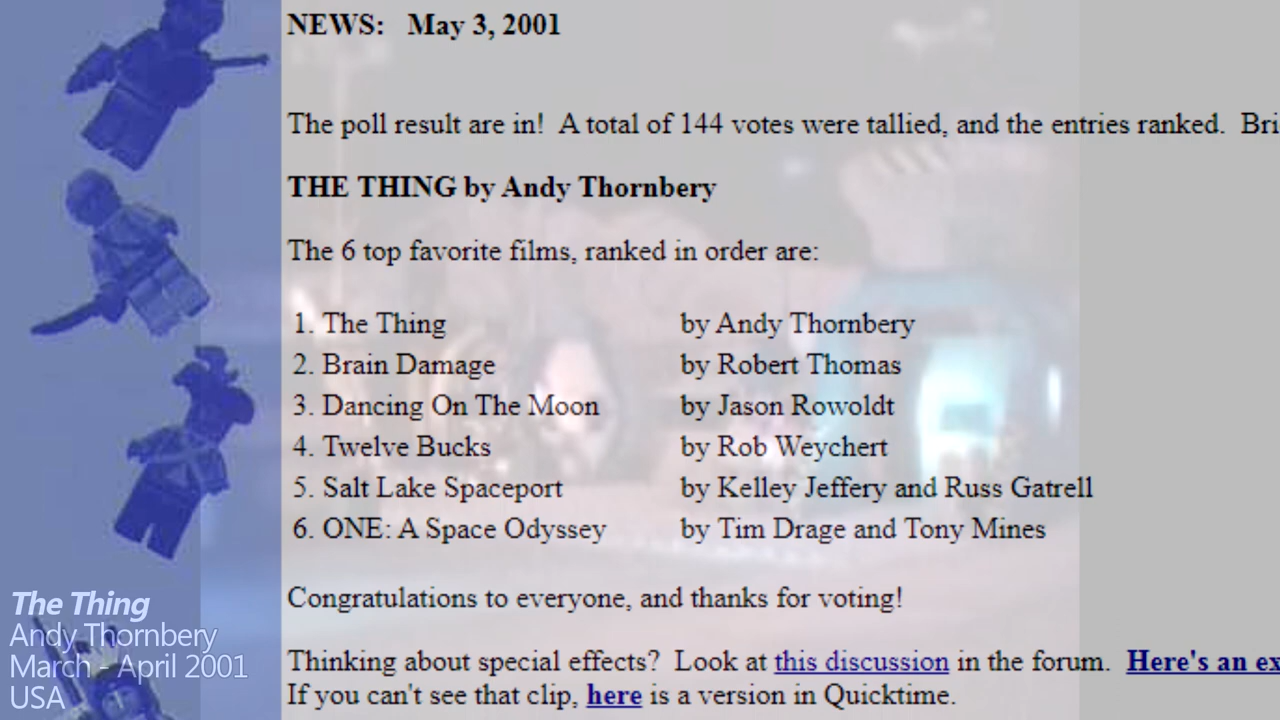 NEWS: May 3, 2001
The poll result are in! A total of 144 votes were tallied, and the entries ranked. Bri
THE THING by Andy Thornbery
The 6 top favorite films, ranked in order are:
1. The Thing by Andy Thornbery
2. Brain Damage by Robert Thomas
3. Dancing On The Moon by Jason Rowoldt
4. Twelve Bucks by Rob Weychert
5. Salt Lake Spaceport by Kelley Jeffery and Russ Gatrell
6. ONE: A Space Odyssey by Tim Drage and Tony Mines
Congratulations to everyone, and thanks for voting!
Thinking about special effects? Look at this discussion in the forum. Here's an ex
If you can't see that clip, here is a version in Quicktime.
The Thing
Andy Thornbery
March - April 2001
USA